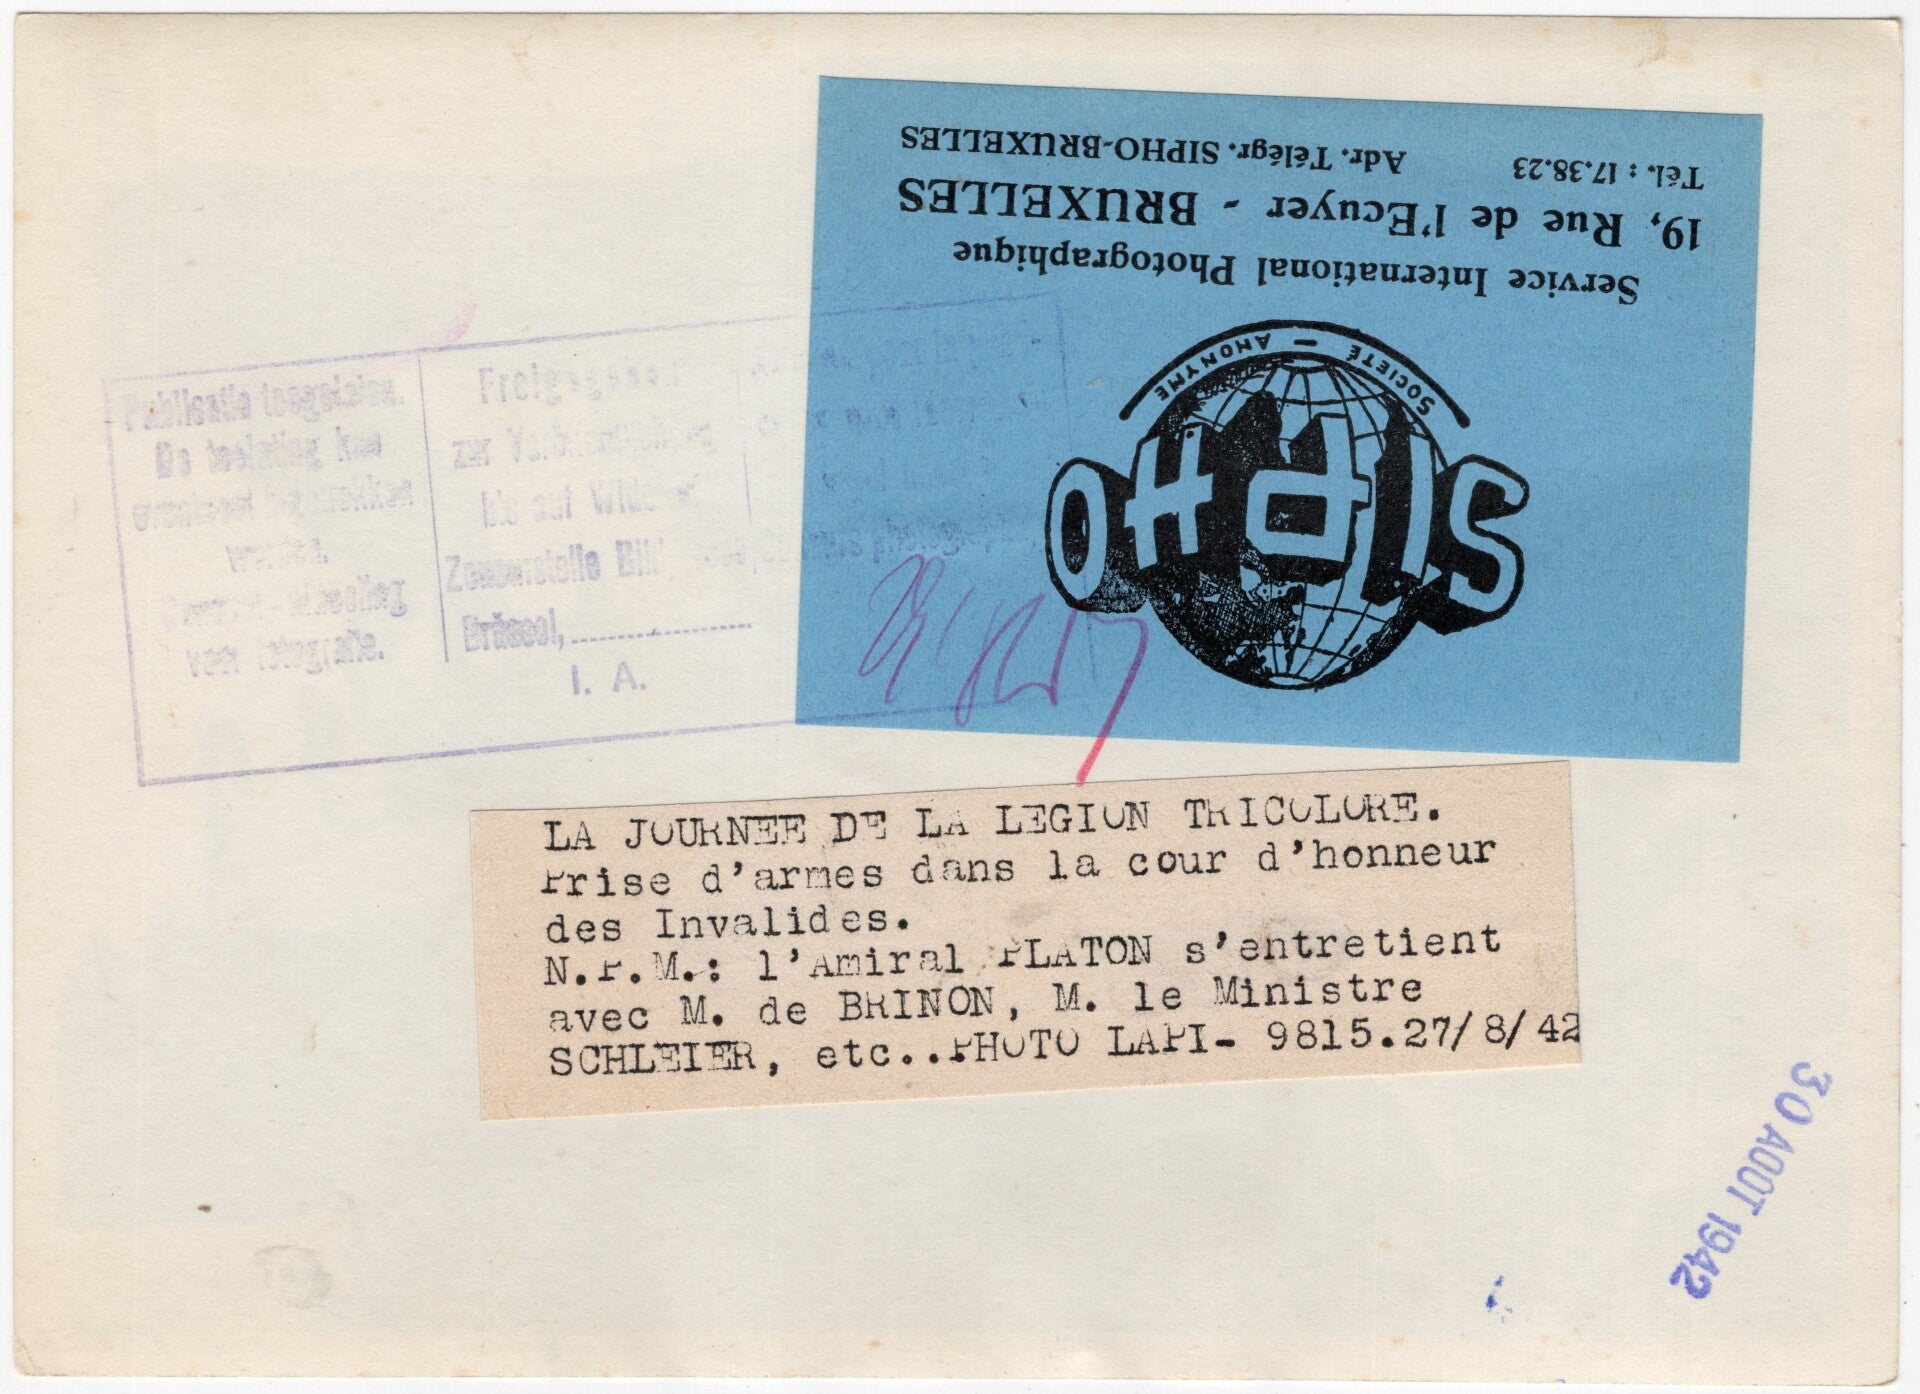 Tél. : 17.38.23 Adr. Télégr. SIPHO-BRUXELLES
19, Rue de l'Ecuyer - BRUXELLES
Service International Photographique
SOCIÉTÉ — ANONYME
SIPHO
Publicatie toegelaten.
De toelating kan
eventueel ingetrokken
worden.
voor fotografie.
zur Veröffentlichung
bis auf
Zensurstelle Bild
Brüssel,
I. A.
LA JOURNEE DE LA LEGION TRICOLORE.
Prise d'armes dans la cour d'honneur
des Invalides.
N.P.M.: l'Amiral PLATON s'entretient
avec M. de BRINON, M. le Ministre
SCHLEIER, etc..PHOTO LAPI- 9815.27/8/42
30 AOUT 1942